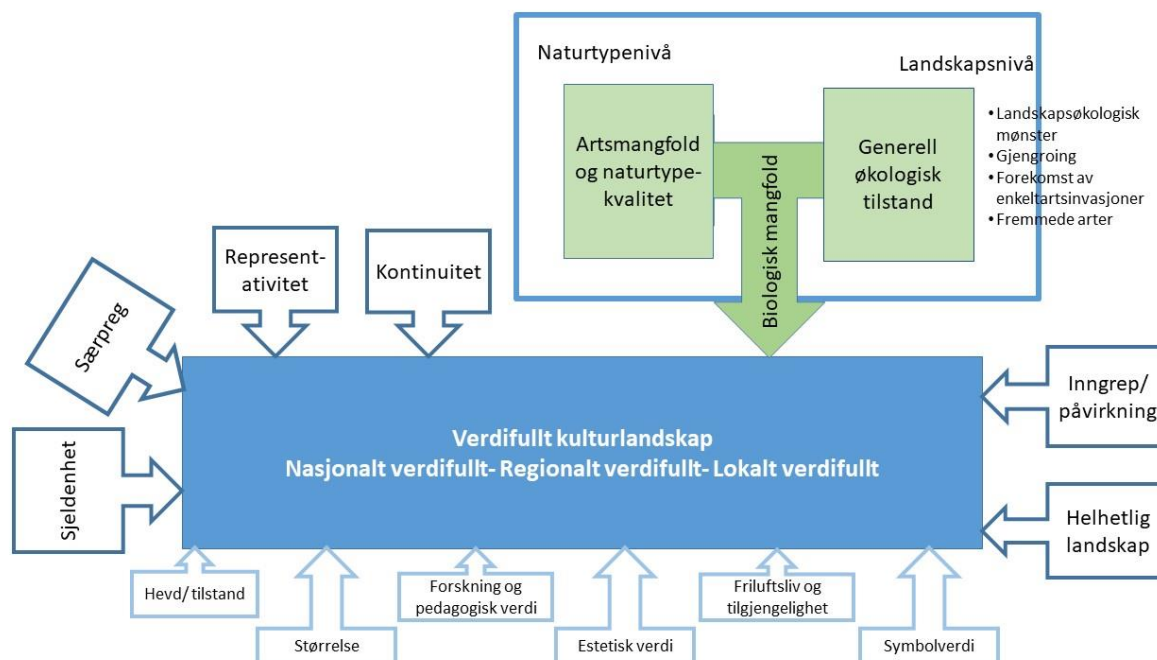 Naturtypenivå
Landskapsnivå
Artsmangfold
og naturtype-
kvalitet
Generell
økologisk
tilstand
• Landskapsøkologisk
mønster
• Gjengroing
• Forekomst av
enkeltartsinvasjoner
• Fremmede arter
Biologisk mangfold
Represent-
ativitet
Kontinuitet
Særpreg
Sjeldenhet
Inngrep/
påvirkning
Helhetlig
landskap
Verdifullt kulturlandskap
Nasjonalt verdifullt- Regionalt verdifullt- Lokalt verdifullt
Hevd/ tilstand
Størrelse
Forskning og
pedagogisk verdi
Estetisk verdi
Friluftsliv og
tilgjengelighet
Symbolverdi